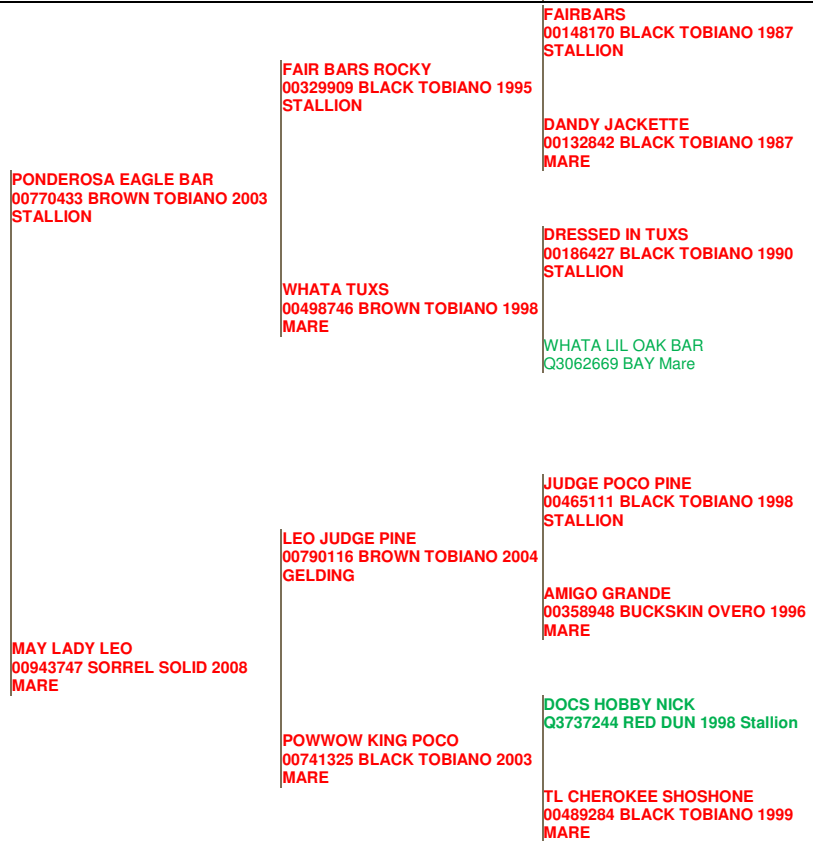 FAIRBARS
00148170 BLACK TOBIANO 1987
STALLION
FAIR BARS ROCKY
00329909 BLACK TOBIANO 1995
STALLION
DANDY JACKETTE
00132842 BLACK TOBIANO 1987
MARE
PONDEROSA EAGLE BAR
00770433 BROWN TOBIANO 2003
STALLION
DRESSED IN TUXS
00186427 BLACK TOBIANO 1990
STALLION
WHATA TUXS
00498746 BROWN TOBIANO 1998
MARE
WHATA LIL OAK BAR
Q3062669 BAY Mare
JUDGE POCO PINE
00465111 BLACK TOBIANO 1998
STALLION
LEO JUDGE PINE
00790116 BROWN TOBIANO 2004
GELDING
AMIGO GRANDE
00358948 BUCKSKIN OVERO 1996
MARE
MAY LADY LEO
00943747 SORREL SOLID 2008
MARE
DOCS HOBBY NICK
Q3737244 RED DUN 1998 Stallion
POWWOW KING POCO
00741325 BLACK TOBIANO 2003
MARE
TL CHEROKEE SHOSHONE
00489284 BLACK TOBIANO 1999
MARE